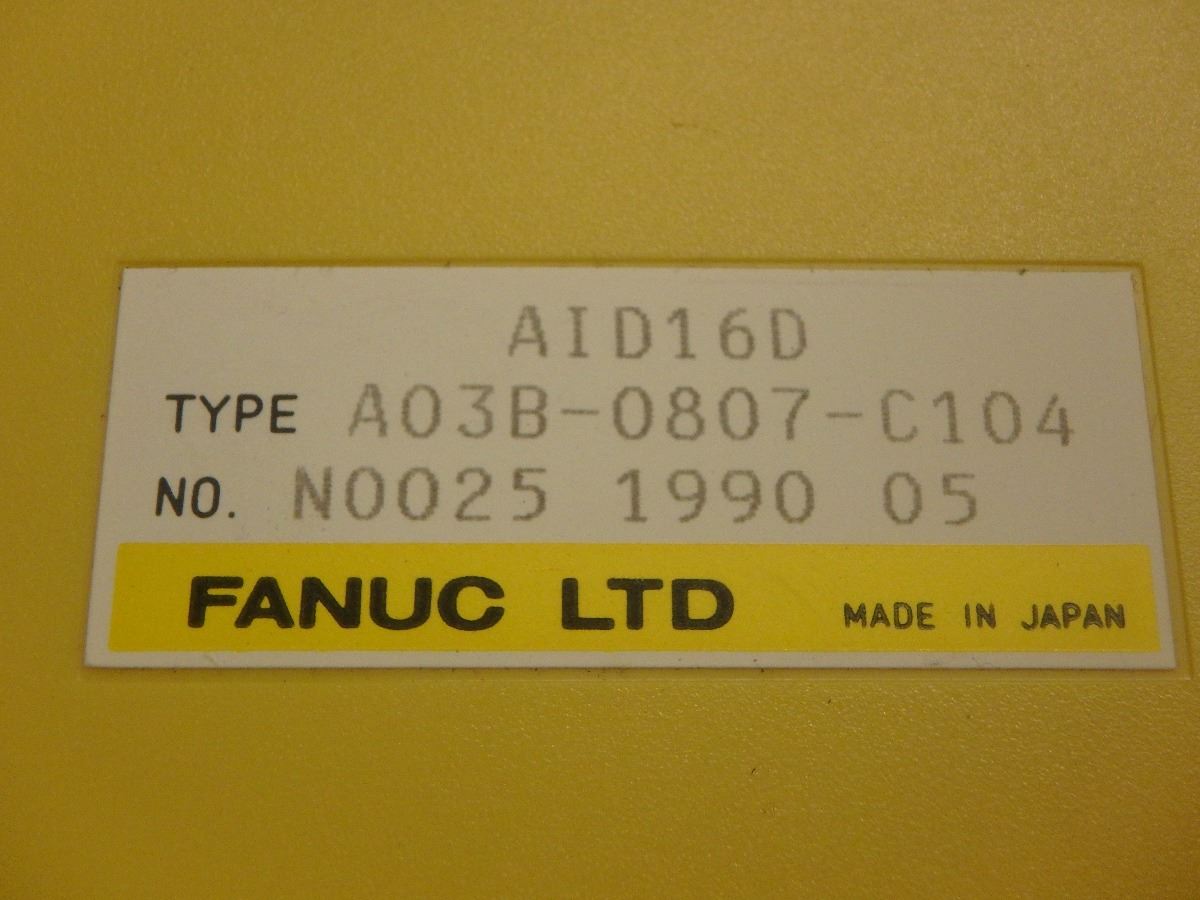 AID16D
TYPE A03B-0807-C104
NO. N0025 1990 05
FANUC LTD MADE IN JAPAN